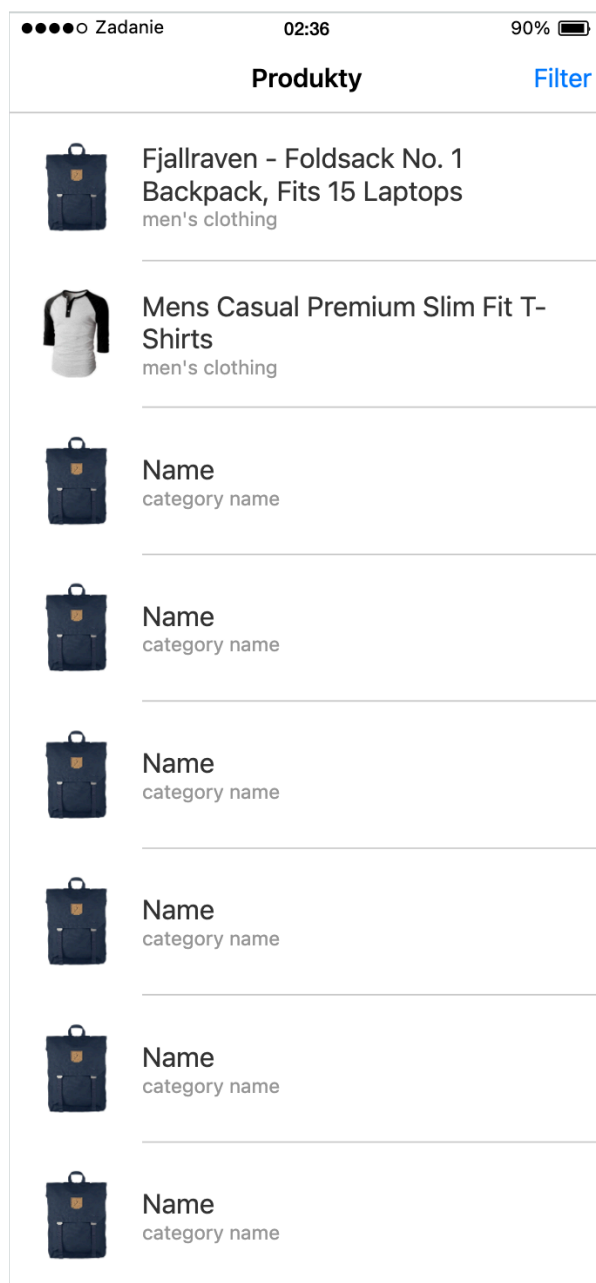 Zadanie 02:36 90%
Produkty Filter
Fjallraven - Foldsack No. 1
Backpack, Fits 15 Laptops
men's clothing
Mens Casual Premium Slim Fit T-
Shirts
men's clothing
Name
category name
Name
category name
Name
category name
Name
category name
Name
category name
Name
category name